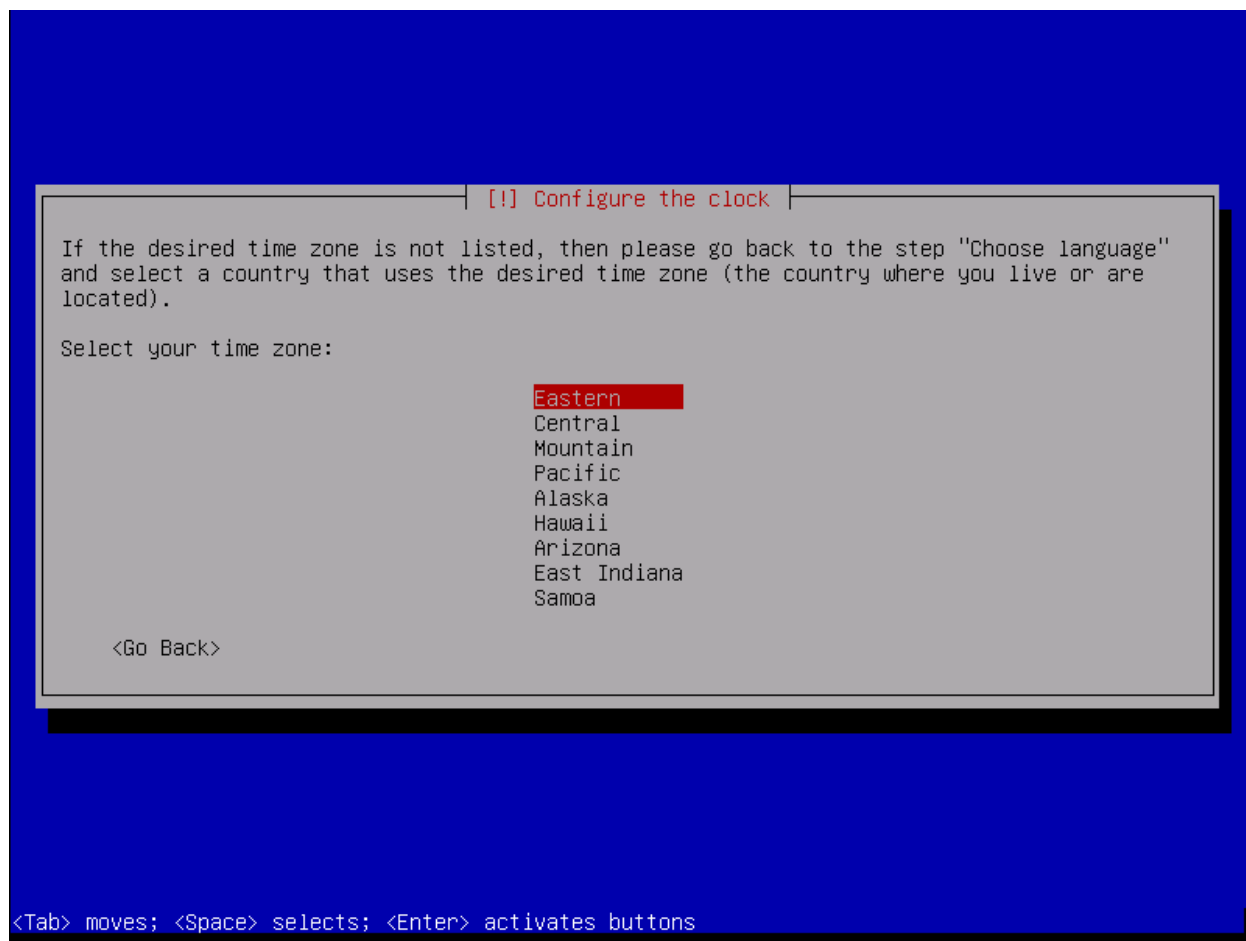 [!] Configure the clock
If the desired time zone is not listed, then please go back to the step "Choose language"
and select a country that uses the desired time zone (the country where you live or are
located).
Select your time zone:
Eastern
Central
Mountain
Pacific
Alaska
Hawaii
Arizona
East Indiana
Samoa
<Go Back>
<Tab> moves; <Space> selects; <Enter> activates buttons